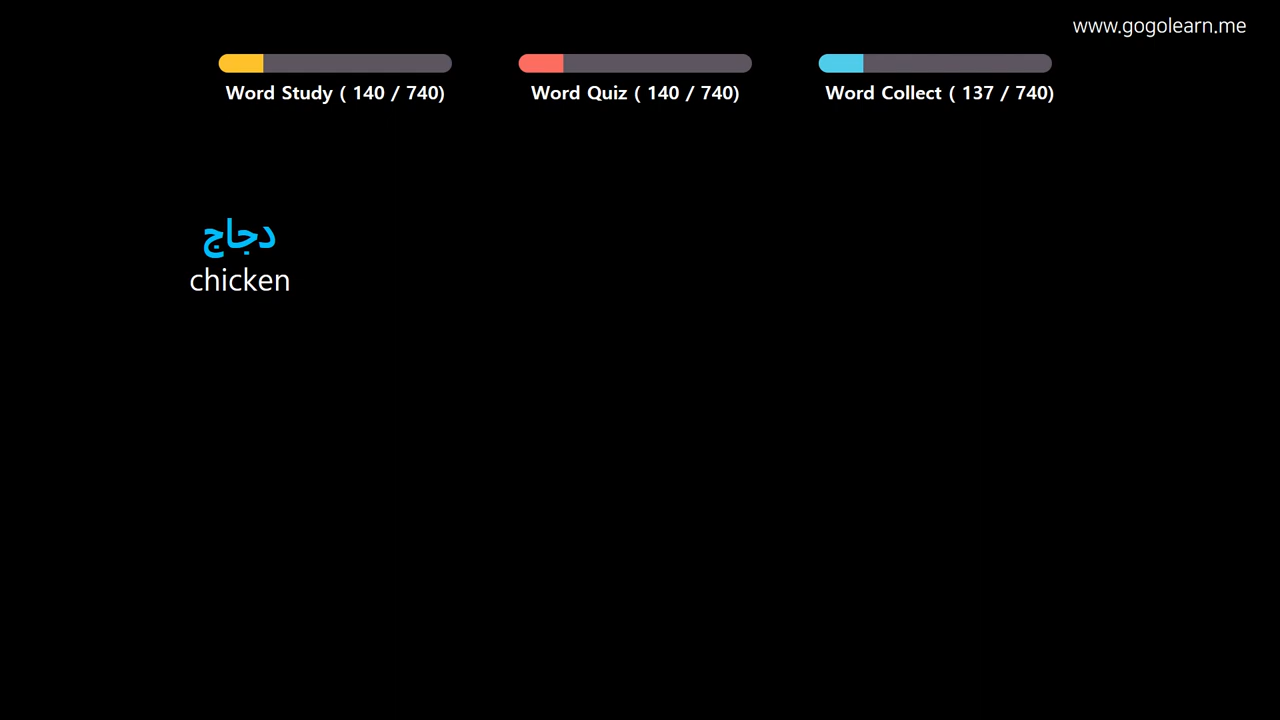 www.gogolearn.me
Word Study ( 140 / 740)
Word Quiz ( 140 / 740)
Word Collect ( 137 / 740)
دجاج
chicken